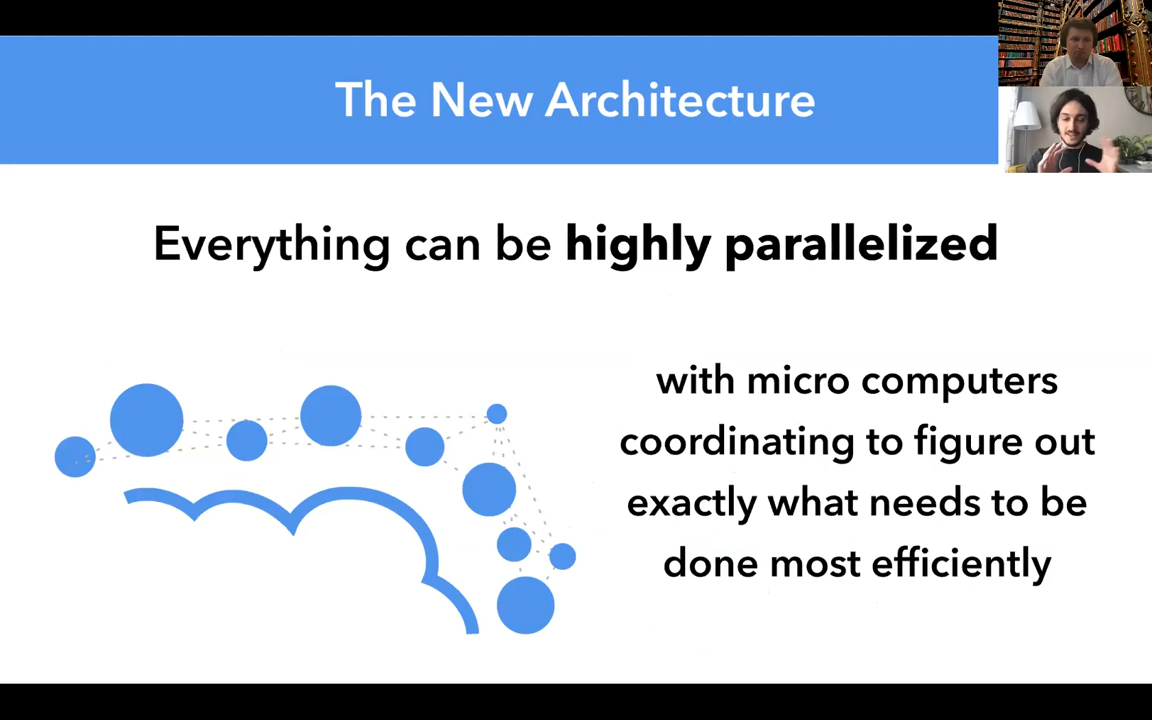 The New Architecture
Everything can be highly parallelized
with micro computers
coordinating to figure out
exactly what needs to be
done most efficiently